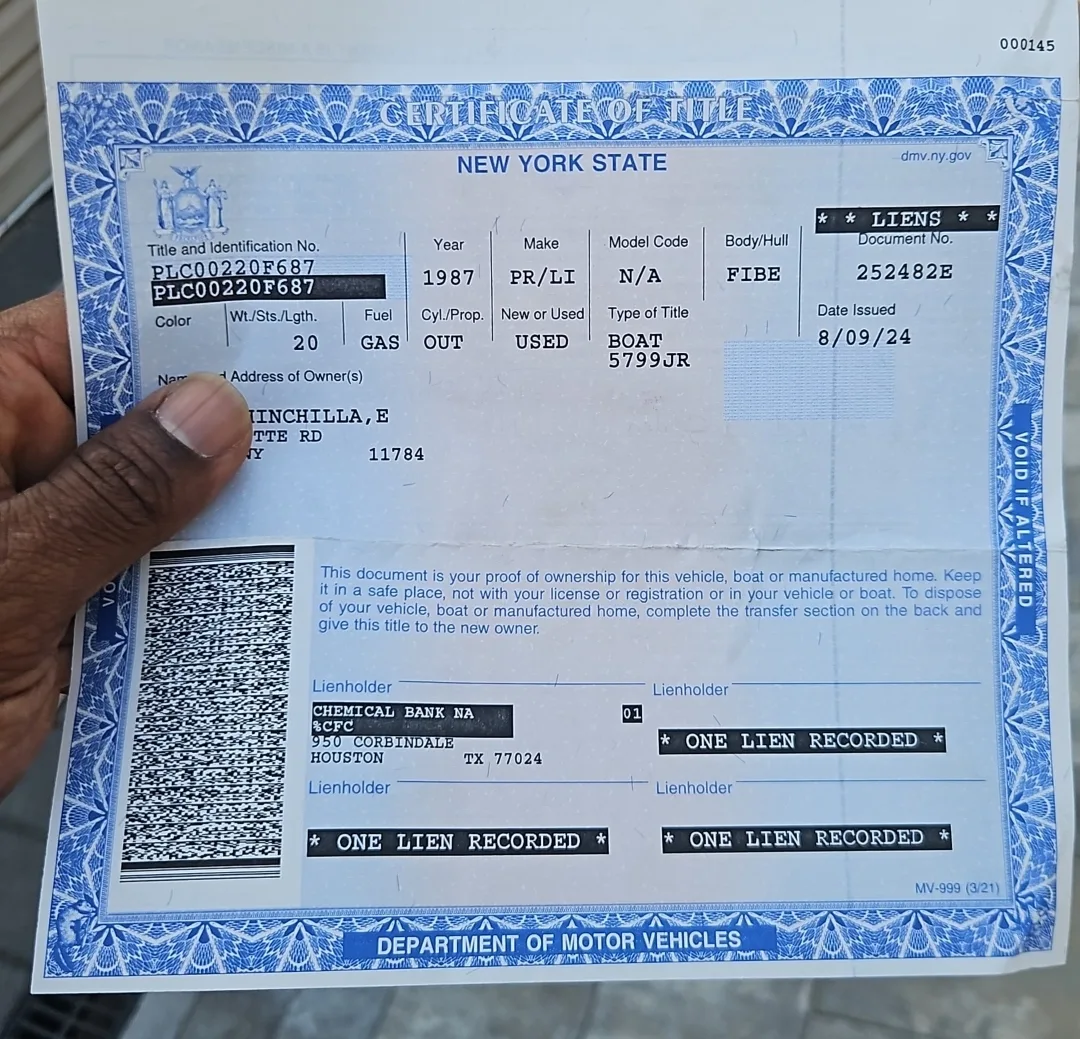 000145
CERTIFICATE OF TITLE
NEW YORK STATE
dmv.ny.gov
* * LIENS * *
Title and Identification No.
Year
Make
Model Code
Body/Hull
Document No.
PLC00220F687
PLC00220F687
1987
PR/LI
N/A
FIBE
252482E
Color
Wt./Sts./Lgth.
Fuel
Cyl./Prop.
New or Used
Type of Title
Date Issued
20
GAS
OUT
USED
BOAT
8/09/24
5799JR
Address of Owner(s)
HINCHILLA,E
TTE RD
NY 11784
VOID IF ALTERED
VO
This document is your proof of ownership for this vehicle, boat or manufactured home. Keep
it in a safe place, not with your license or registration or in your vehicle or boat. To dispose
of your vehicle, boat or manufactured home, complete the transfer section on the back and
give this title to the new owner.
Lienholder
Lienholder
CHEMICAL BANK NA 01
%CFC
950 CORBINDALE
HOUSTON TX 77024
* ONE LIEN RECORDED *
Lienholder
Lienholder
* ONE LIEN RECORDED *
* ONE LIEN RECORDED *
MV-999 (3/21)
DEPARTMENT OF MOTOR VEHICLES